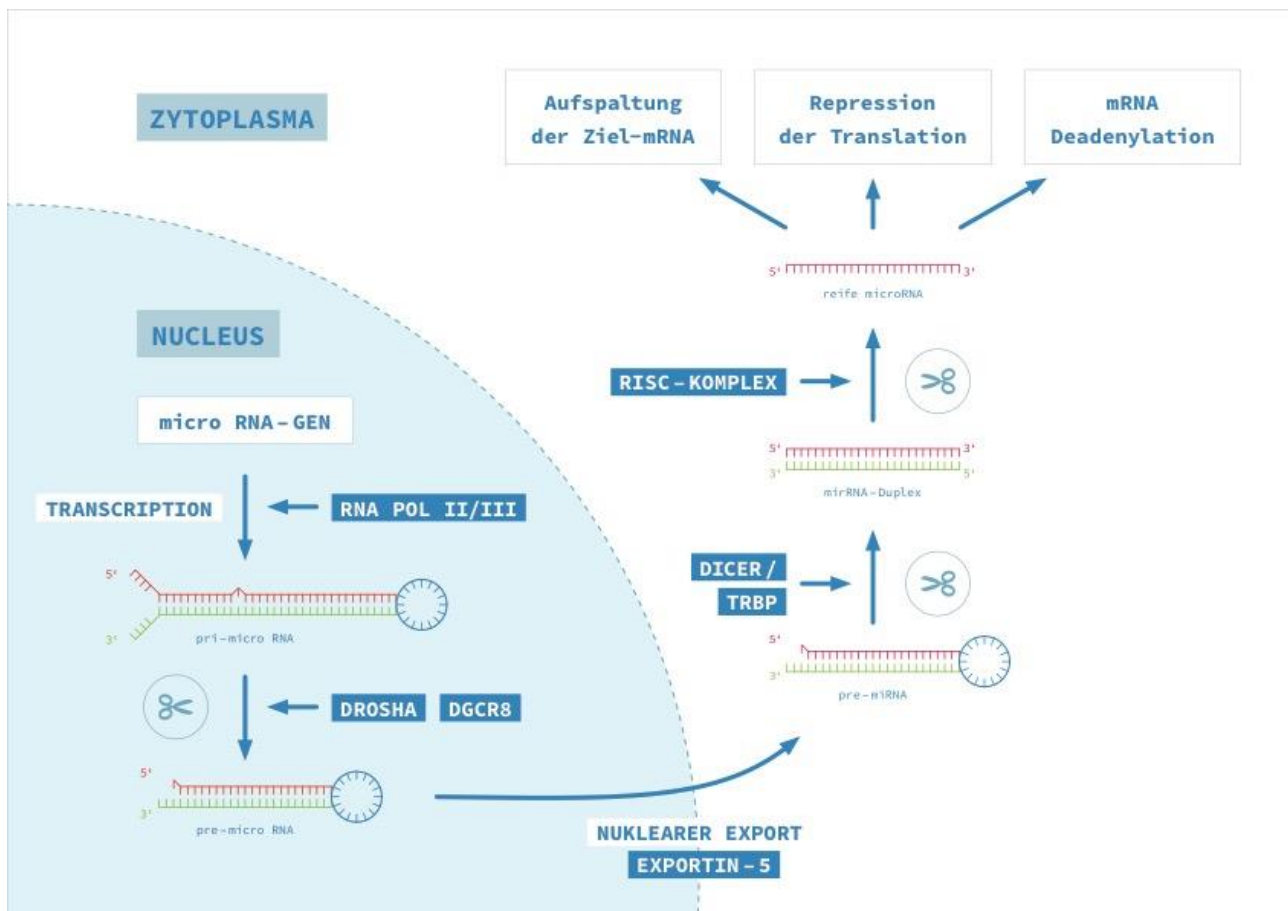 ZYTOPLASMA
Aufspaltung
der Ziel-mRNA
Repression
der Translation
mRNA
Deadenylation
5' 3'
reife microRNA
RISC-KOMPLEX
5' 3'
3' 5'
mirRNA-Duplex
DICER/
TRBP
5'
3'
pre-miRNA
NUCLEUS
micro RNA-GEN
TRANSCRIPTION
RNA POL II/III
5'
3'
pri-micro RNA
DROSHA DGCR8
5'
3'
pre-micro RNA
NUKLEARER EXPORT
EXPORTIN-5